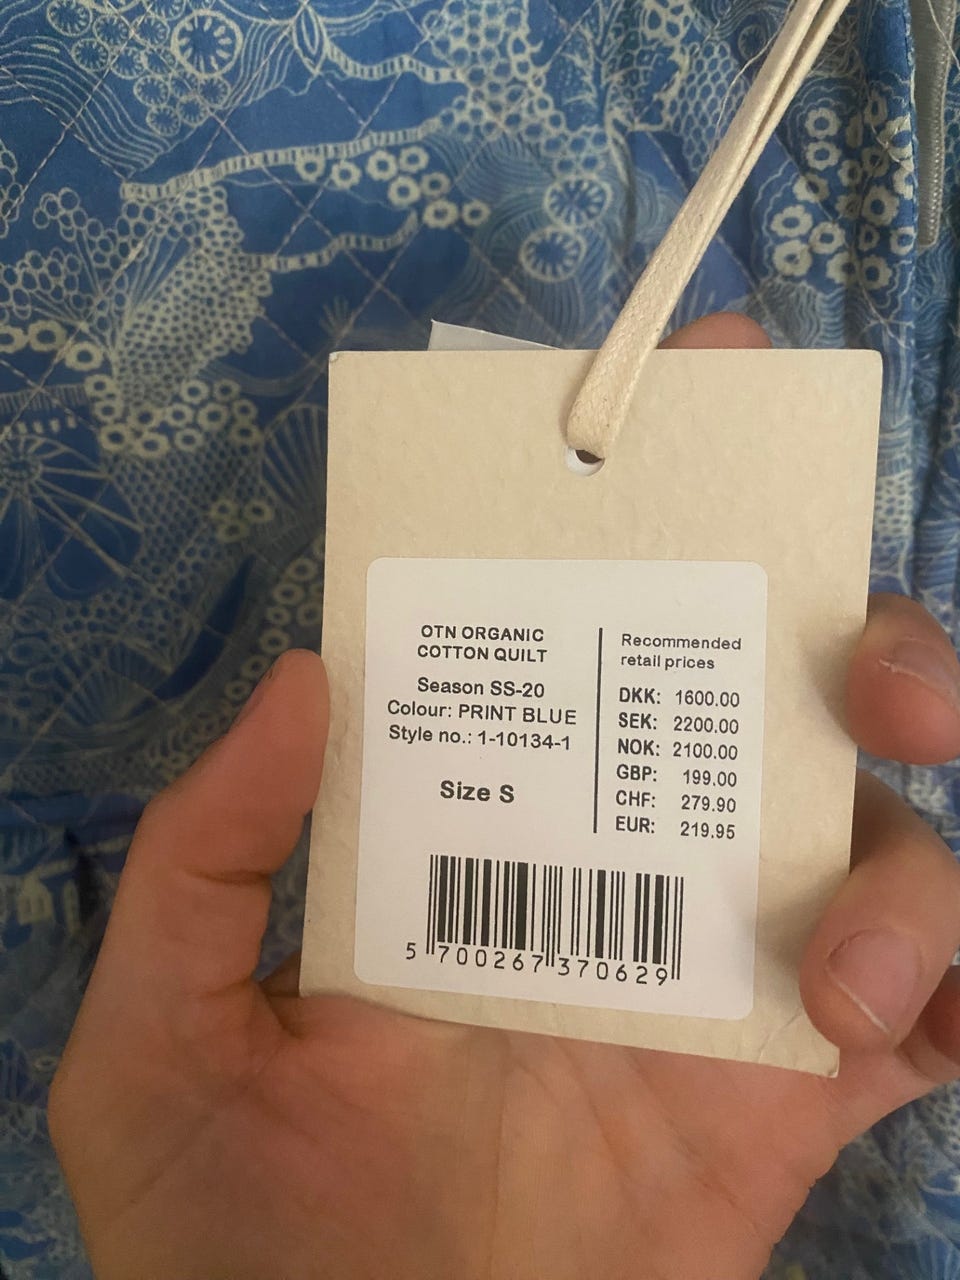 OTN ORGANIC
COTTON QUILT
Season SS-20
Colour: PRINT BLUE
Style no.: 1-10134-1
Size S
Recommended
retail prices
DKK: 1600.00
SEK: 2200.00
NOK: 2100.00
GBP: 199.00
CHF: 279.90
EUR: 219.95
5 700267 370629